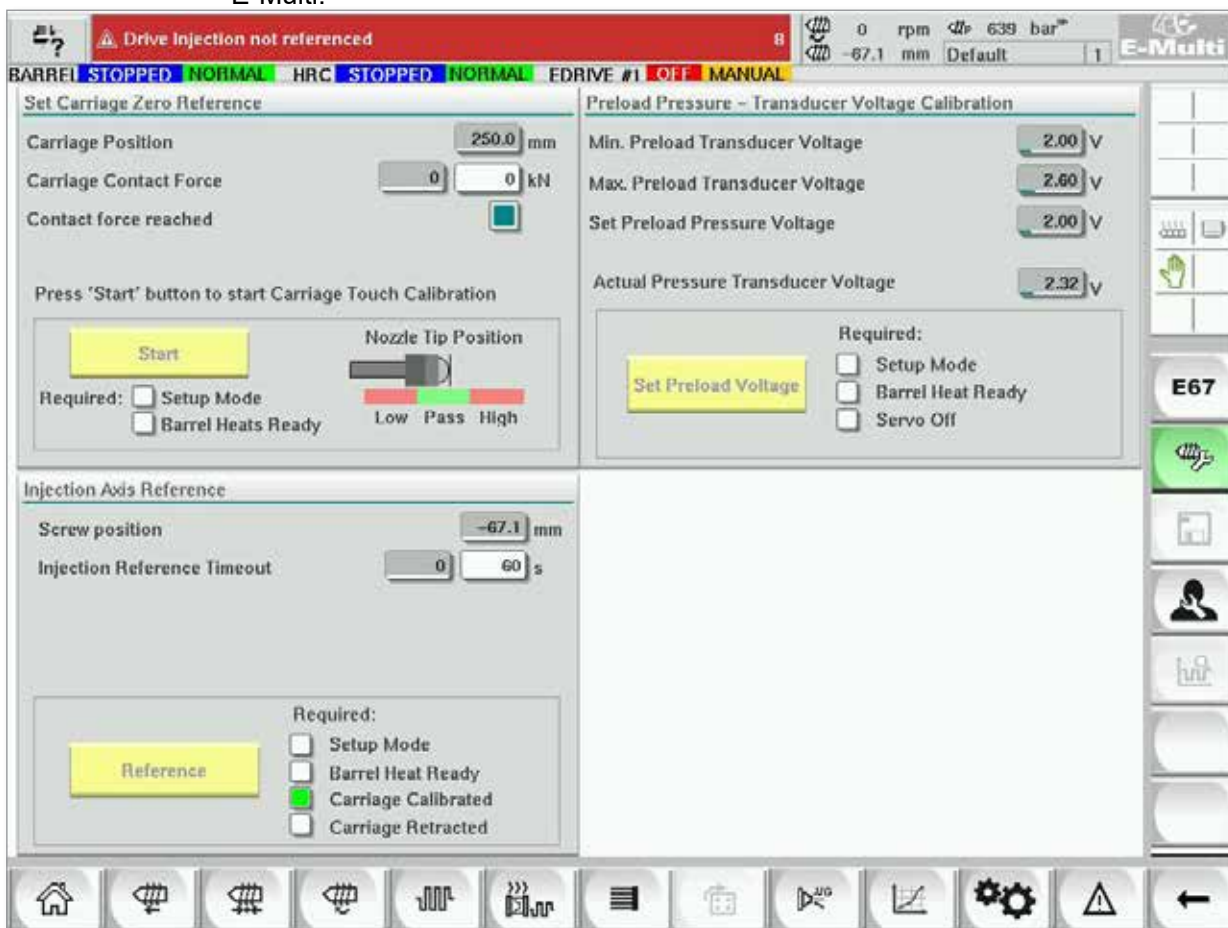 E-Multi.
Drive Injection not referenced 8
0 rpm 639 bar
-67.1 mm Default 1
E-Multi
BARREL STOPPED NORMAL HRC STOPPED NORMAL EDRIVE #1 OFF MANUAL
Set Carriage Zero Reference
Carriage Position 250.0 mm
Carriage Contact Force 0 0 kN
Contact force reached
Press 'Start' button to start Carriage Touch Calibration
Start
Required: Setup Mode
Barrel Heats Ready
Nozzle Tip Position
Low Pass High
Preload Pressure - Transducer Voltage Calibration
Min. Preload Transducer Voltage 2.00 V
Max. Preload Transducer Voltage 2.60 V
Set Preload Pressure Voltage 2.00 V
Actual Pressure Transducer Voltage 2.32 V
Set Preload Voltage
Required:
Setup Mode
Barrel Heat Ready
Servo Off
E67
Injection Axis Reference
Screw position -67.1 mm
Injection Reference Timeout 0 60 s
Reference
Required:
Setup Mode
Barrel Heat Ready
Carriage Calibrated
Carriage Retracted